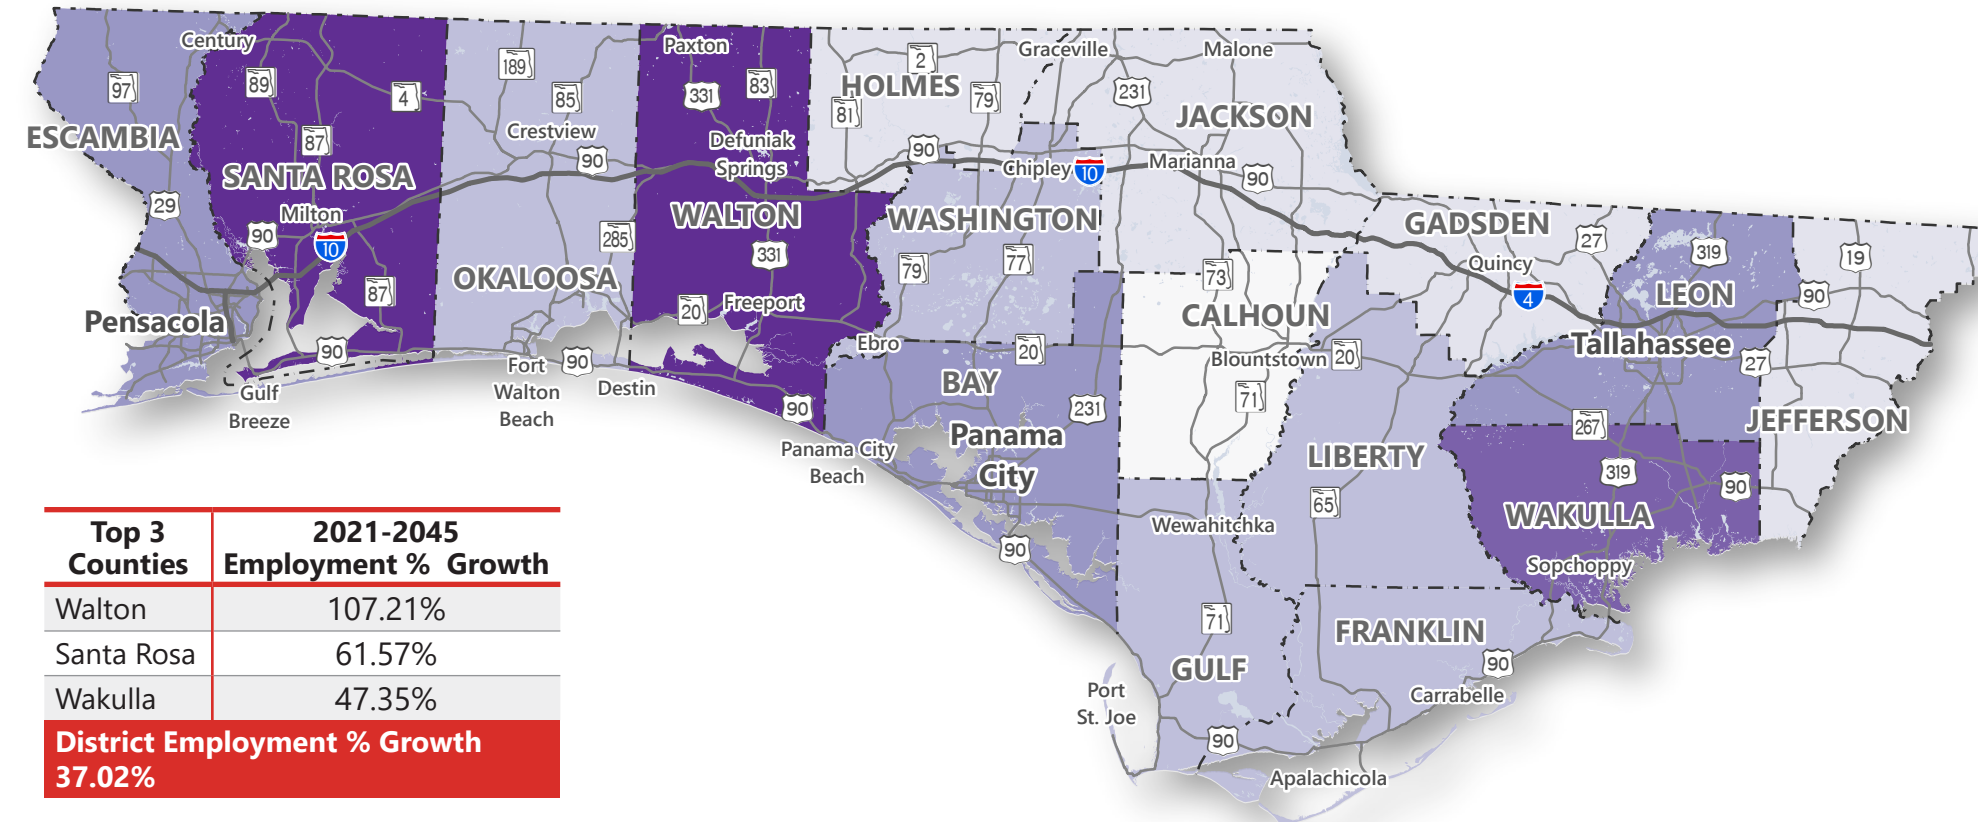 Century
Paxton
Graceville
Malone
189
2
97
89
4
85
331
83
HOLMES
79
231
81
JACKSON
ESCAMBIA
87
Crestview
Defuniak
Springs
90
90
Chipley
10
Marianna
90
SANTA ROSA
29
Milton
90
10
WALTON
WASHINGTON
GADSDEN
27
285
331
79
77
73
Quincy
4
319
19
LEON
90
OKALOOSA
87
20
Freeport
CALHOUN
Pensacola
90
Ebro
20
Blountstown
20
Tallahassee
27
Fort
Walton
Beach
90
Destin
Gulf
Breeze
90
BAY
231
71
267
JEFFERSON
Panama City
Beach
Panama
City
LIBERTY
319
90
65
WAKULLA
Wewahitchka
90
Sopchoppy
71
FRANKLIN
GULF
90
Port
St. Joe
Carrabelle
90
Apalachicola
Top 3
Counties
2021-2045
Employment % Growth
Walton 107.21%
Santa Rosa 61.57%
Wakulla 47.35%
District Employment % Growth
37.02%